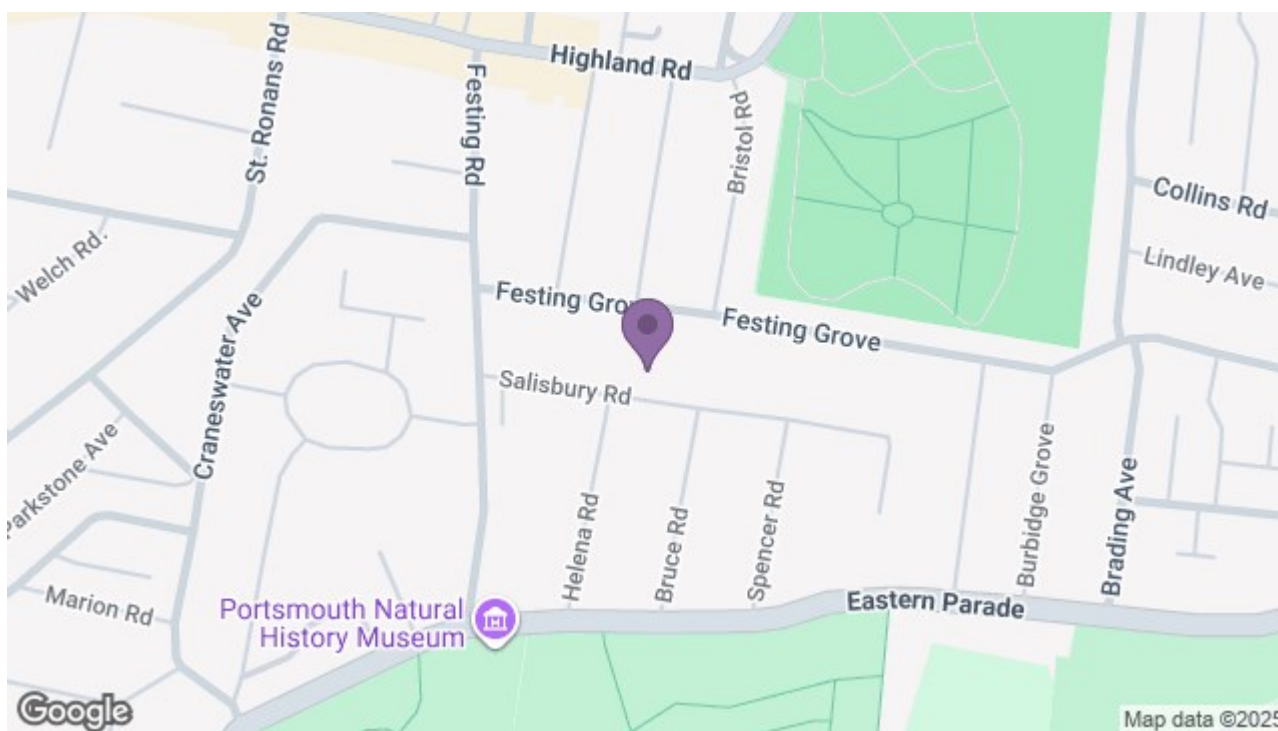 Highland Rd
St. Ronans Rd
Festing Rd
Bristol Rd
Collins Rd
Lindley Ave
Welch Rd.
Craneswater Ave
Festing Gro
Festing Grove
Salisbury Rd
Parkstone Ave
Helena Rd
Bruce Rd
Spencer Rd
Burbidge Grove
Brading Ave
Marion Rd
Portsmouth Natural
History Museum
Eastern Parade
Google
Map data ©2025